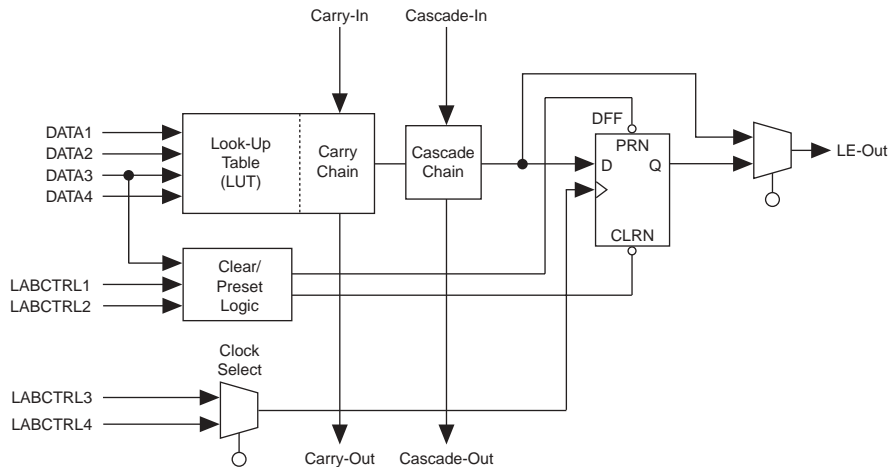 Carry-In
Cascade-In
DATA1
DATA2
DATA3
DATA4
Look-Up
Table
(LUT)
Carry
Chain
Cascade
Chain
DFF
PRN
D
Q
CLRN
LE-Out
LABCTRL1
LABCTRL2
Clear/
Preset
Logic
Clock
Select
LABCTRL3
LABCTRL4
Carry-Out
Cascade-Out